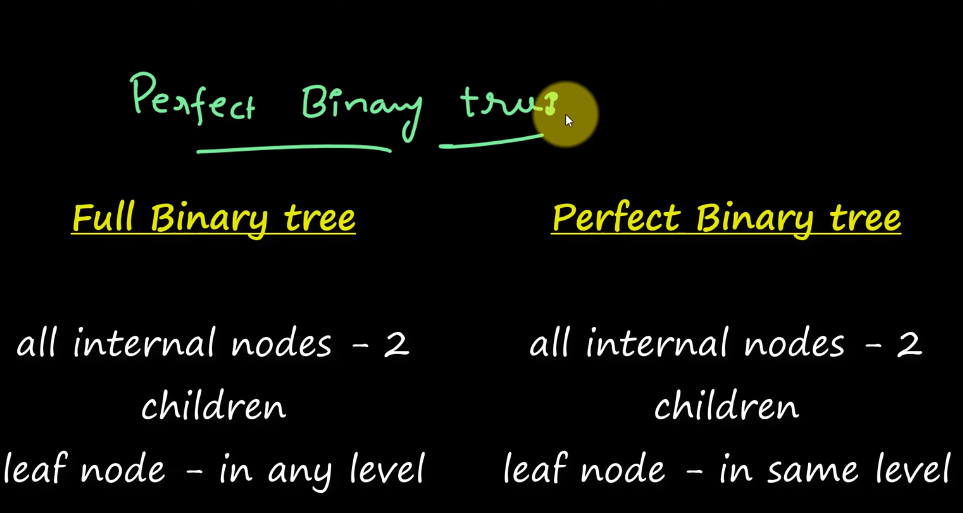 Perfect Binary tree
Full Binary tree
Perfect Binary tree
all internal nodes - 2
children
leaf node - in any level
all internal nodes - 2
children
leaf node - in same level